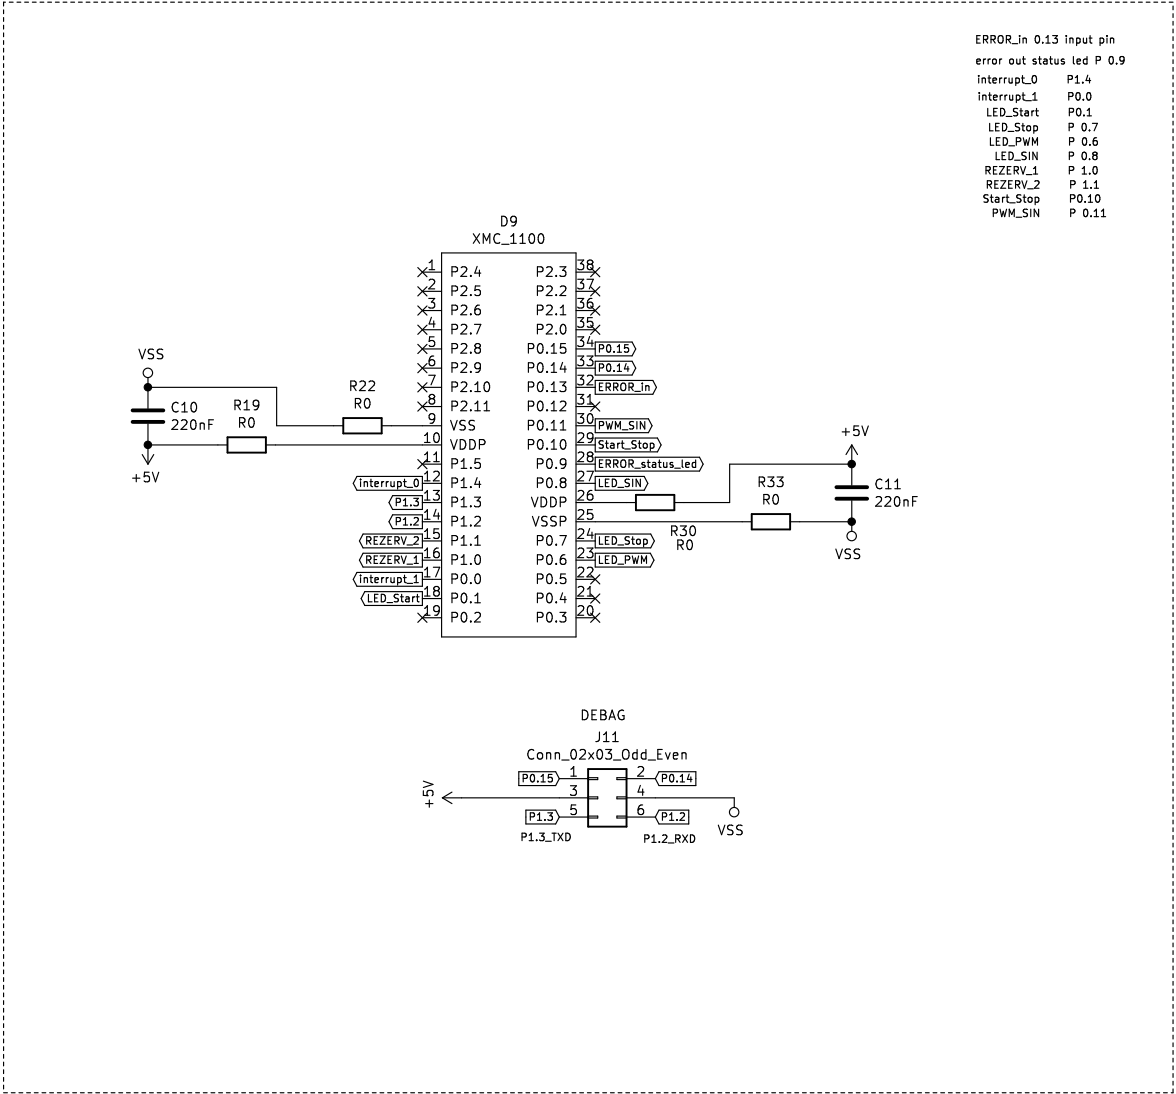 ERROR_in 0.13 input pin
error out status led P 0.9
interrupt_0 P1.4
interrupt_1 P0.0
LED_Start P0.1
LED_Stop P 0.7
LED_PWM P 0.6
LED_SIN P 0.8
REZERV_1 P 1.0
REZERV_2 P 1.1
Start_Stop P0.10
PWM_SIN P 0.11
D9
XMC_1100
1 P2.4 P2.3 38
2 P2.5 P2.2 37
3 P2.6 P2.1 36
4 P2.7 P2.0 35
5 P2.8 P0.15 34 P0.15
6 P2.9 P0.14 33 P0.14
7 P2.10 P0.13 32 ERROR_in
8 P2.11 P0.12 31
9 VSS P0.11 30 PWM_SIN
10 VDDP P0.10 29 Start_Stop
11 P1.5 P0.9 28 ERROR_status_led
interrupt_0 12 P1.4 P0.8 27 LED_SIN
P1.3 13 P1.3 VDDP 26
P1.2 14 P1.2 VSSP 25
REZERV_2 15 P1.1 P0.7 24 LED_Stop
REZERV_1 16 P1.0 P0.6 23 LED_PWM
interrupt_1 17 P0.0 P0.5 22
LED_Start 18 P0.1 P0.4 21
19 P0.2 P0.3 20
VSS
C10
220nF
+5V
R19
R0
R22
R0
+5V
C11
220nF
VSS
R33
R0
R30
R0
DEBAG
J11
Conn_02x03_Odd_Even
P0.15 1 2 P0.14
+5V 3 4
P1.3 5 6 P1.2
VSS
P1.3_TXD P1.2_RXD